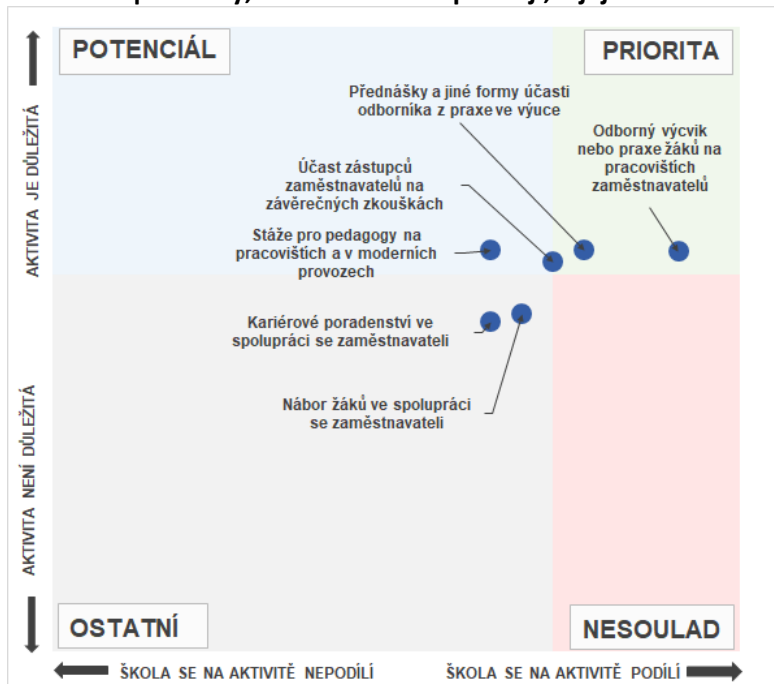 POTENCIÁL
PRIORITA
Přednášky a jiné formy účasti
odborníka z praxe ve výuce
Odborný výcvik
nebo praxe žáků na
pracovištích
zaměstnavatelů
Účast zástupců
zaměstnavatelů na
závěrečných zkouškách
Stáže pro pedagogy na
pracovištích a v moderních
provozech
Kariérové poradenství ve
spolupráci se zaměstnavateli
Nábor žáků ve spolupráci
se zaměstnavateli
AKTIVITA JE DŮLEŽITÁ
AKTIVITA NENÍ DŮLEŽITÁ
OSTATNÍ
NESOULAD
ŠKOLA SE NA AKTIVITĚ NEPODÍLÍ
ŠKOLA SE NA AKTIVITĚ PODÍLÍ